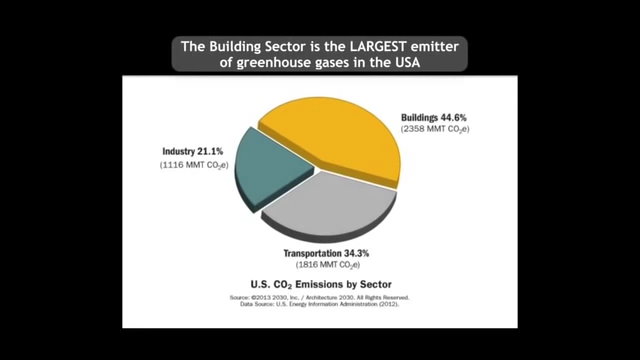 The Building Sector is the LARGEST emitter
of greenhouse gases in the USA
Buildings 44.6%
(2358 MMT CO₂e)
Industry 21.1%
(1116 MMT CO₂e)
Transportation 34.3%
(1816 MMT CO₂e)
U.S. CO₂ Emissions by Sector
Source: ©2013 2030, Inc. / Architecture 2030. All Rights Reserved.
Data Source: U.S. Energy Information Administration (2012).